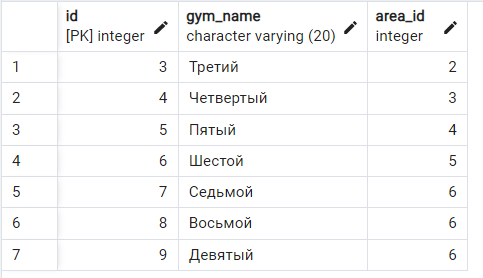 id gym_name area_id
[PK] integer character varying (20) integer
1 3 Третий 2
2 4 Четвертый 3
3 5 Пятый 4
4 6 Шестой 5
5 7 Седьмой 6
6 8 Восьмой 6
7 9 Девятый 6